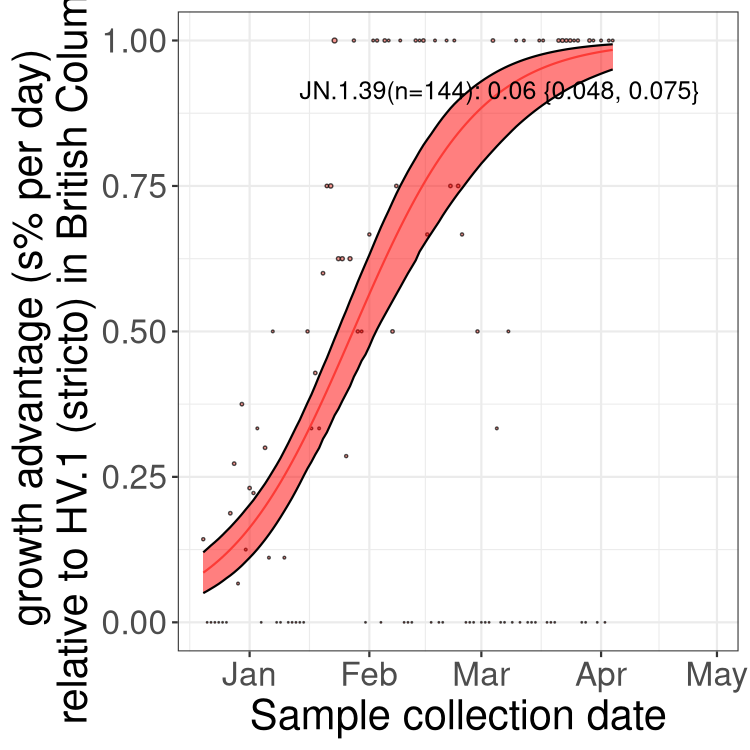 growth advantage (s% per day)
relative to HV.1 (stricto) in British Colum
1.00
0.75
0.50
0.25
0.00
JN.1.39(n=144): 0.06 {0.048, 0.075}
Jan Feb Mar Apr May
Sample collection date